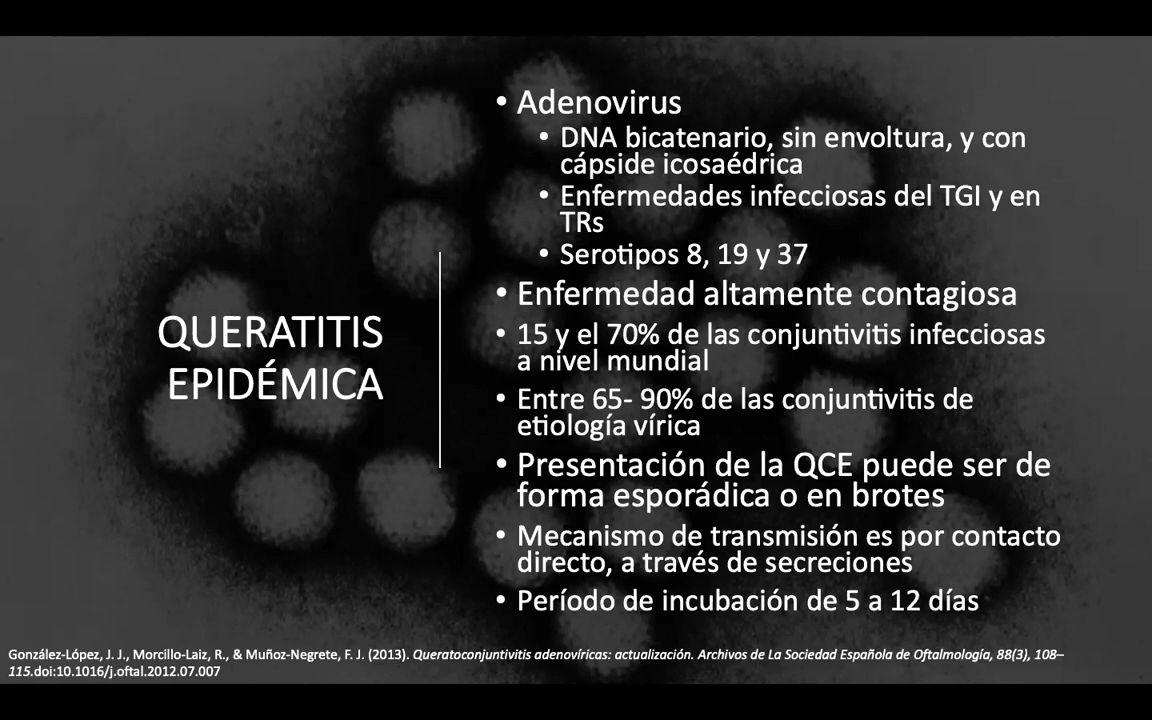 QUERATITIS
EPIDÉMICA
• Adenovirus
• DNA bicatenario, sin envoltura, y con
cápside icosaédrica
• Enfermedades infecciosas del TGI y en
TRs
• Serotipos 8, 19 y 37
• Enfermedad altamente contagiosa
• 15 y el 70% de las conjuntivitis infecciosas
a nivel mundial
• Entre 65- 90% de las conjuntivitis de
etiología vírica
• Presentación de la QCE puede ser de
forma esporádica o en brotes
• Mecanismo de transmisión es por contacto
directo, a través de secreciones
• Período de incubación de 5 a 12 días
González-López, J. J., Morcillo-Laiz, R., & Muñoz-Negrete, F. J. (2013). Queratoconjuntivitis adenovíricas: actualización. Archivos de La Sociedad Española de Oftalmología, 88(3), 108–
115.doi:10.1016/j.oftal.2012.07.007